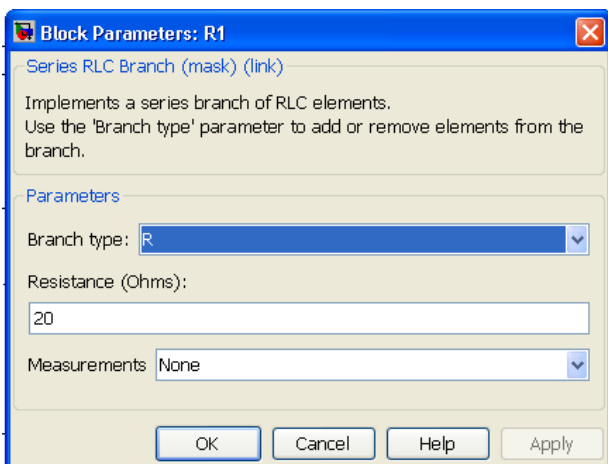 Block Parameters: R1
Series RLC Branch (mask) (link)
Implements a series branch of RLC elements.
Use the 'Branch type' parameter to add or remove elements from the
branch.
Parameters
Branch type: R
Resistance (Ohms):
20
Measurements None
OK Cancel Help Apply